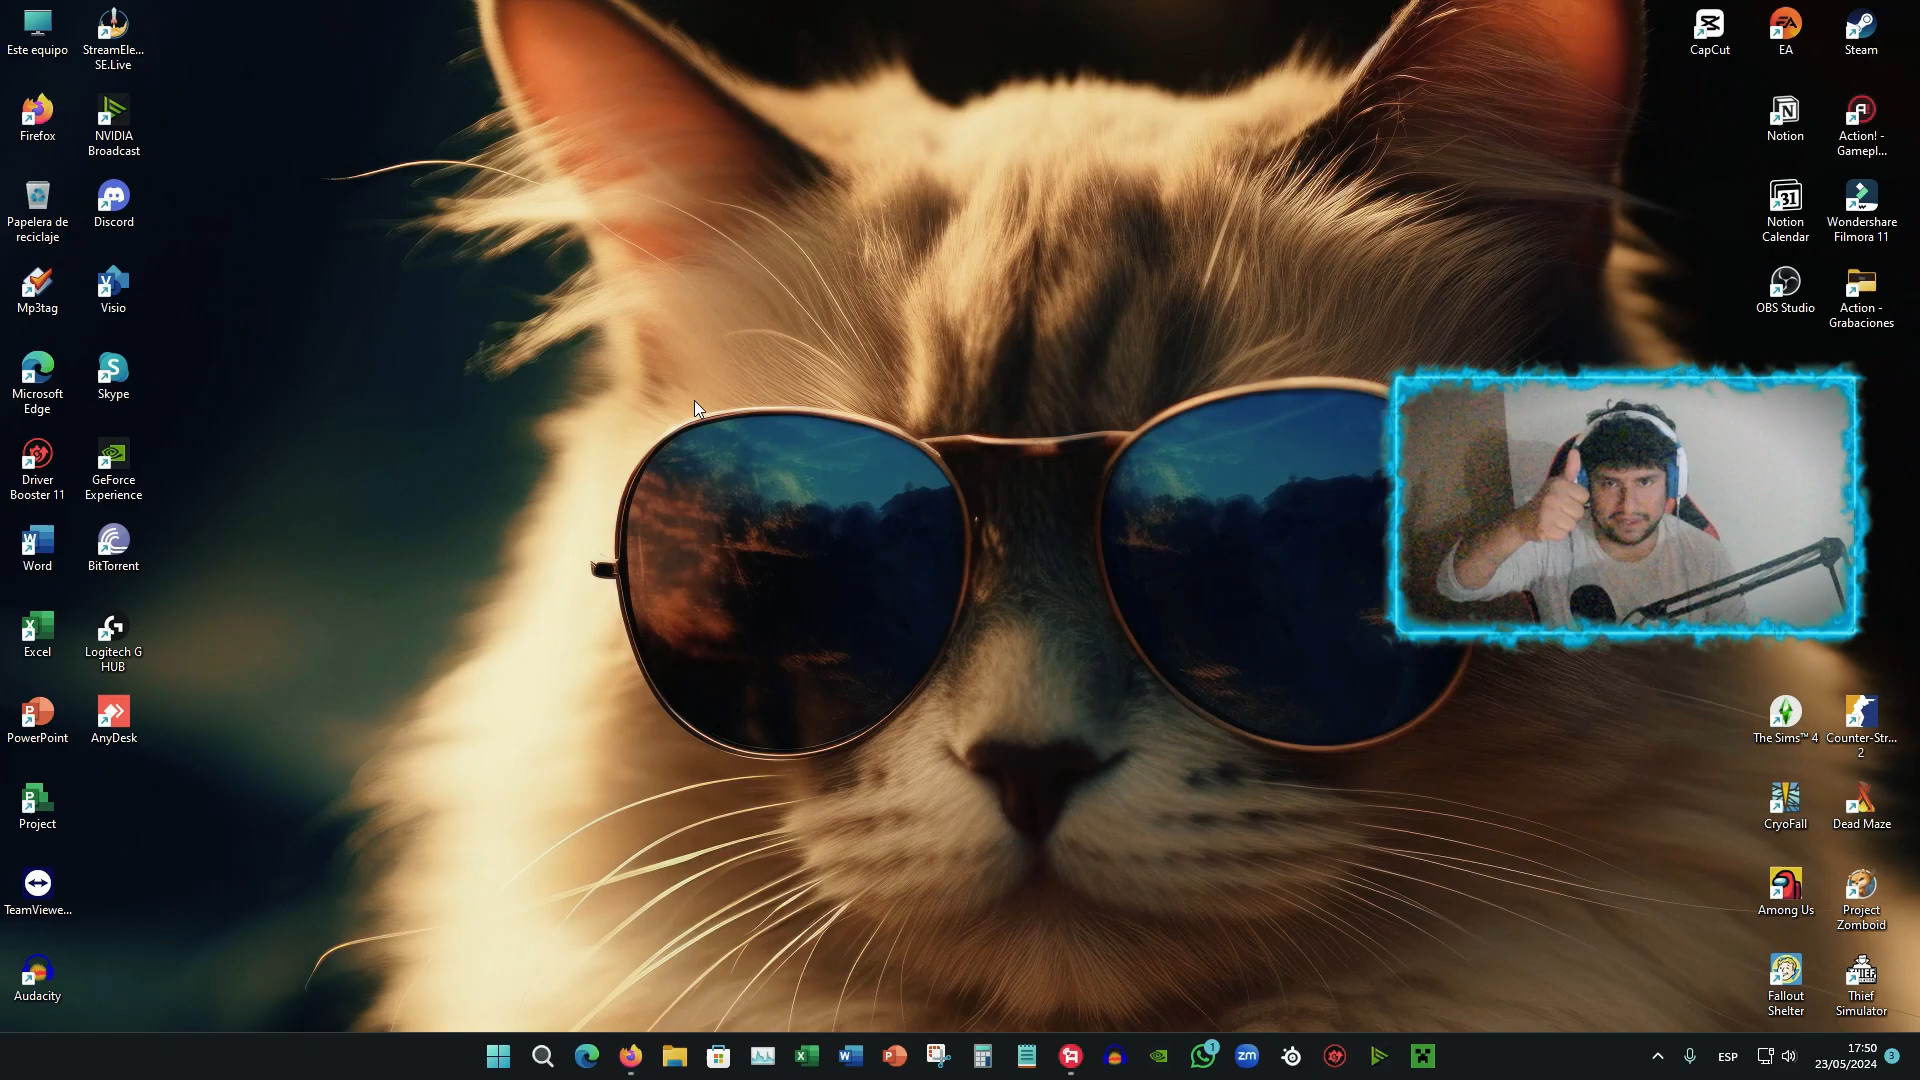 Este equipo
StreamEle...
SE.Live
CapCut
EA
Steam
Firefox
NVIDIA
Broadcast
Notion
Action! -
Gamepl...
Papelera de
reciclaje
Discord
Notion
Calendar
Wondershare
Filmora 11
Mp3tag
Visio
OBS Studio
Action -
Grabaciones
Microsoft
Edge
Skype
Driver
Booster 11
GeForce
Experience
Word
BitTorrent
Excel
Logitech G
HUB
PowerPoint
AnyDesk
The Sims™ 4
Counter-Str...
2
Project
CryoFall
Dead Maze
TeamViewe...
Among Us
Project
Zomboid
Audacity
Fallout
Shelter
Thief
Simulator
zm
1
ESP
17:50
23/05/2024
3